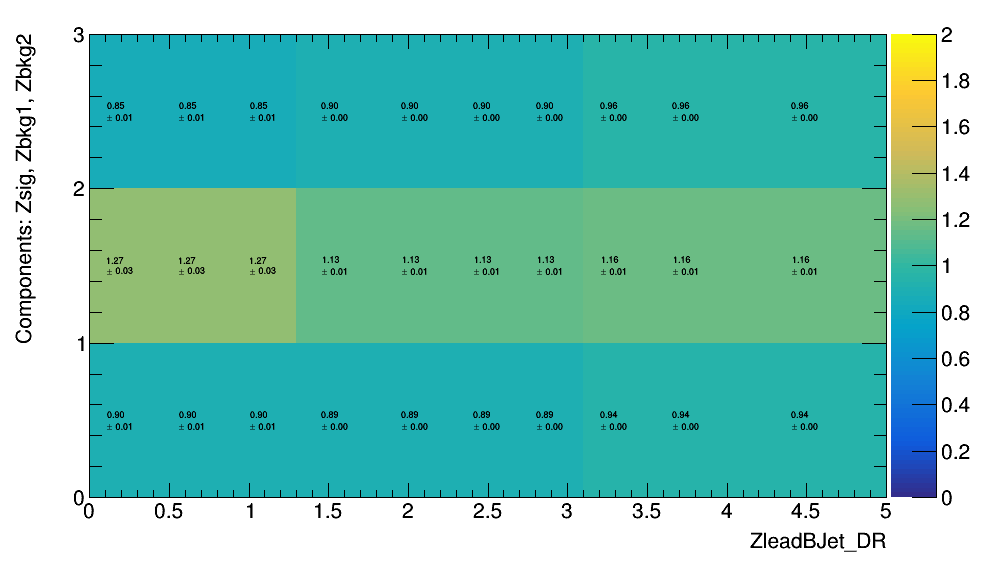 Components: Zsig, Zbkg1, Zbkg2
3
2
1
0
0.85 0.85 0.85 0.90 0.90 0.90 0.90 0.96 0.96 0.96
± 0.01 ± 0.01 ± 0.01 ± 0.00 ± 0.00 ± 0.00 ± 0.00 ± 0.00 ± 0.00 ± 0.00
1.27 1.27 1.27 1.13 1.13 1.13 1.13 1.16 1.16 1.16
± 0.03 ± 0.03 ± 0.03 ± 0.01 ± 0.01 ± 0.01 ± 0.01 ± 0.01 ± 0.01 ± 0.01
0.90 0.90 0.90 0.89 0.89 0.89 0.89 0.94 0.94 0.94
± 0.01 ± 0.01 ± 0.01 ± 0.00 ± 0.00 ± 0.00 ± 0.00 ± 0.00 ± 0.00 ± 0.00
0 0.5 1 1.5 2 2.5 3 3.5 4 4.5 5
ZleadBJet_DR
2
1.8
1.6
1.4
1.2
1
0.8
0.6
0.4
0.2
0